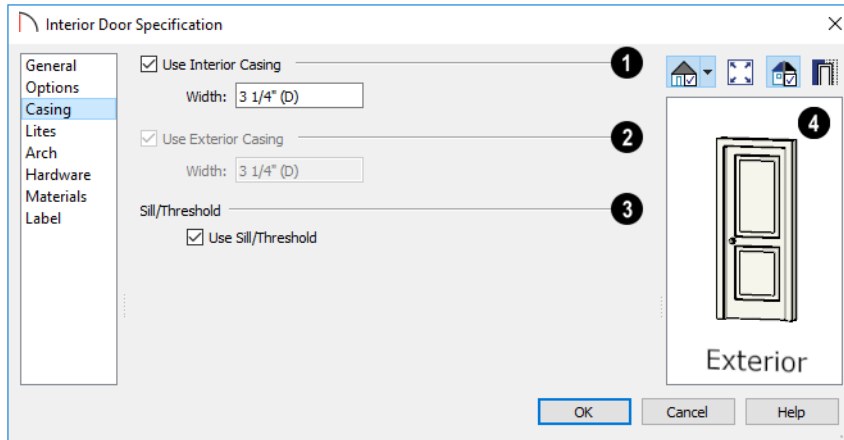 Interior Door Specification
General
Options
Casing
Lites
Arch
Hardware
Materials
Label
Use Interior Casing
1
Width: 3 1/4" (D)
Use Exterior Casing
2
Width: 3 1/4" (D)
Sill/Threshold
3
Use Sill/Threshold
4
Exterior
OK
Cancel
Help